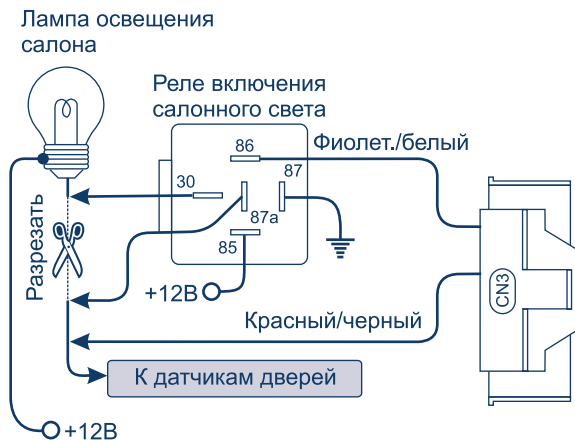 Лампа освещения
салона
Реле включения
салонного света
86
Фиолет./белый
30
87
87а
85
Разрезать
+12В
CN3
Красный/черный
К датчикам дверей
+12В